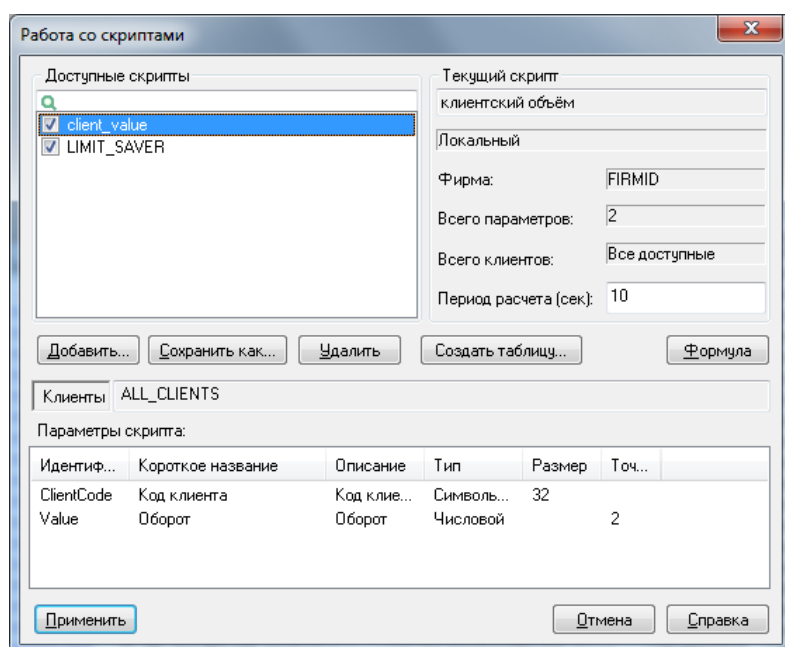 Работа со скриптами
Доступные скрипты
client_value
LIMIT_SAVER
Текущий скрипт
клиентский объём
Локальный
Фирма: FIRMID
Всего параметров: 2
Всего клиентов: Все доступные
Период расчета (сек): 10
Добавить... Сохранить как... Удалить Создать таблицу... Формула
Клиенты ALL_CLIENTS
Параметры скрипта:
Идентиф... Короткое название Описание Тип Размер Точ...
ClientCode Код клиента Код клие... Символь... 32
Value Оборот Оборот Числовой 2
Применить Отмена Справка